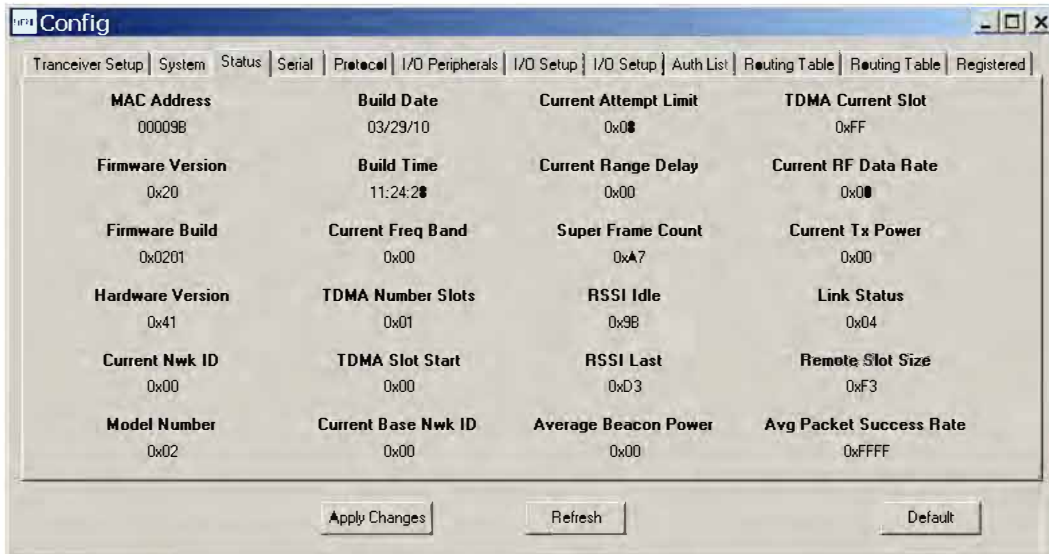 Config
Tranceiver Setup System Status Serial Protocol I/O Peripherals I/O Setup I/O Setup Auth List Routing Table Routing Table Registered
MAC Address Build Date Current Attempt Limit TDMA Current Slot
00009B 03/29/10 0xFF
Firmware Version Build Time Current Range Delay Current RF Data Rate
0x20 0x00
Firmware Build Current Freq Band Super Frame Count Current Tx Power
0x0201 0x00 0xA7 0x00
Hardware Version TDMA Number Slots RSSI Idle Link Status
0x41 0x01 0x9B 0x04
Current Nwk ID TDMA Slot Start RSSI Last Remote Slot Size
0x00 0x00 0xD3 0xF3
Model Number Current Base Nwk ID Average Beacon Power Avg Packet Success Rate
0x02 0x00 0x00 0xFFFF
Apply Changes Refresh Default